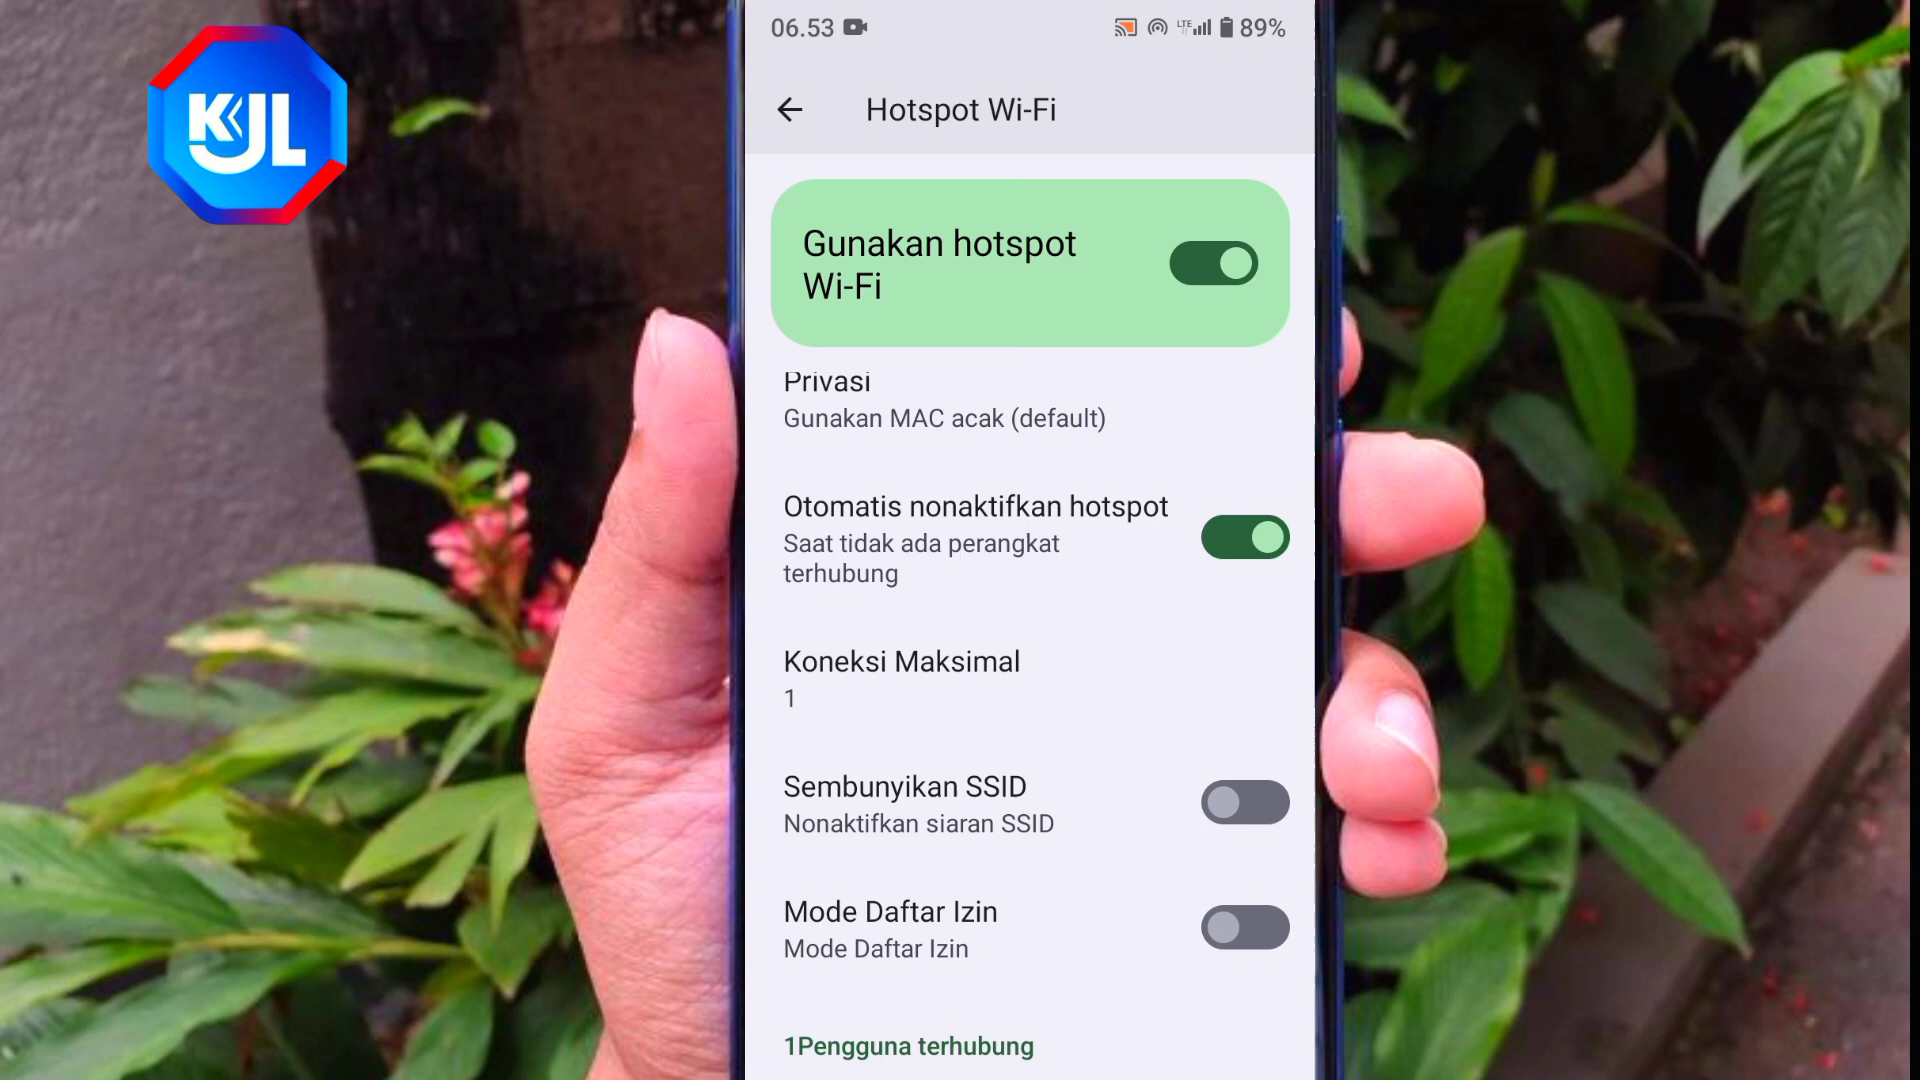 KJL
06.53
LTE 89%
Hotspot Wi-Fi
Gunakan hotspot
Wi-Fi
Privasi
Gunakan MAC acak (default)
Otomatis nonaktifkan hotspot
Saat tidak ada perangkat
terhubung
Koneksi Maksimal
1
Sembunyikan SSID
Nonaktifkan siaran SSID
Mode Daftar Izin
Mode Daftar Izin
1Pengguna terhubung